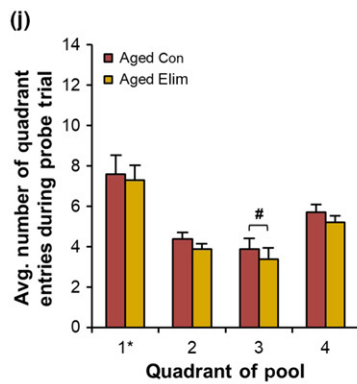 (j)
Avg. number of quadrant
entries during probe trial
14
12
10
8
6
4
2
0
Aged Con
Aged Elim
#
1* 2 3 4
Quadrant of pool